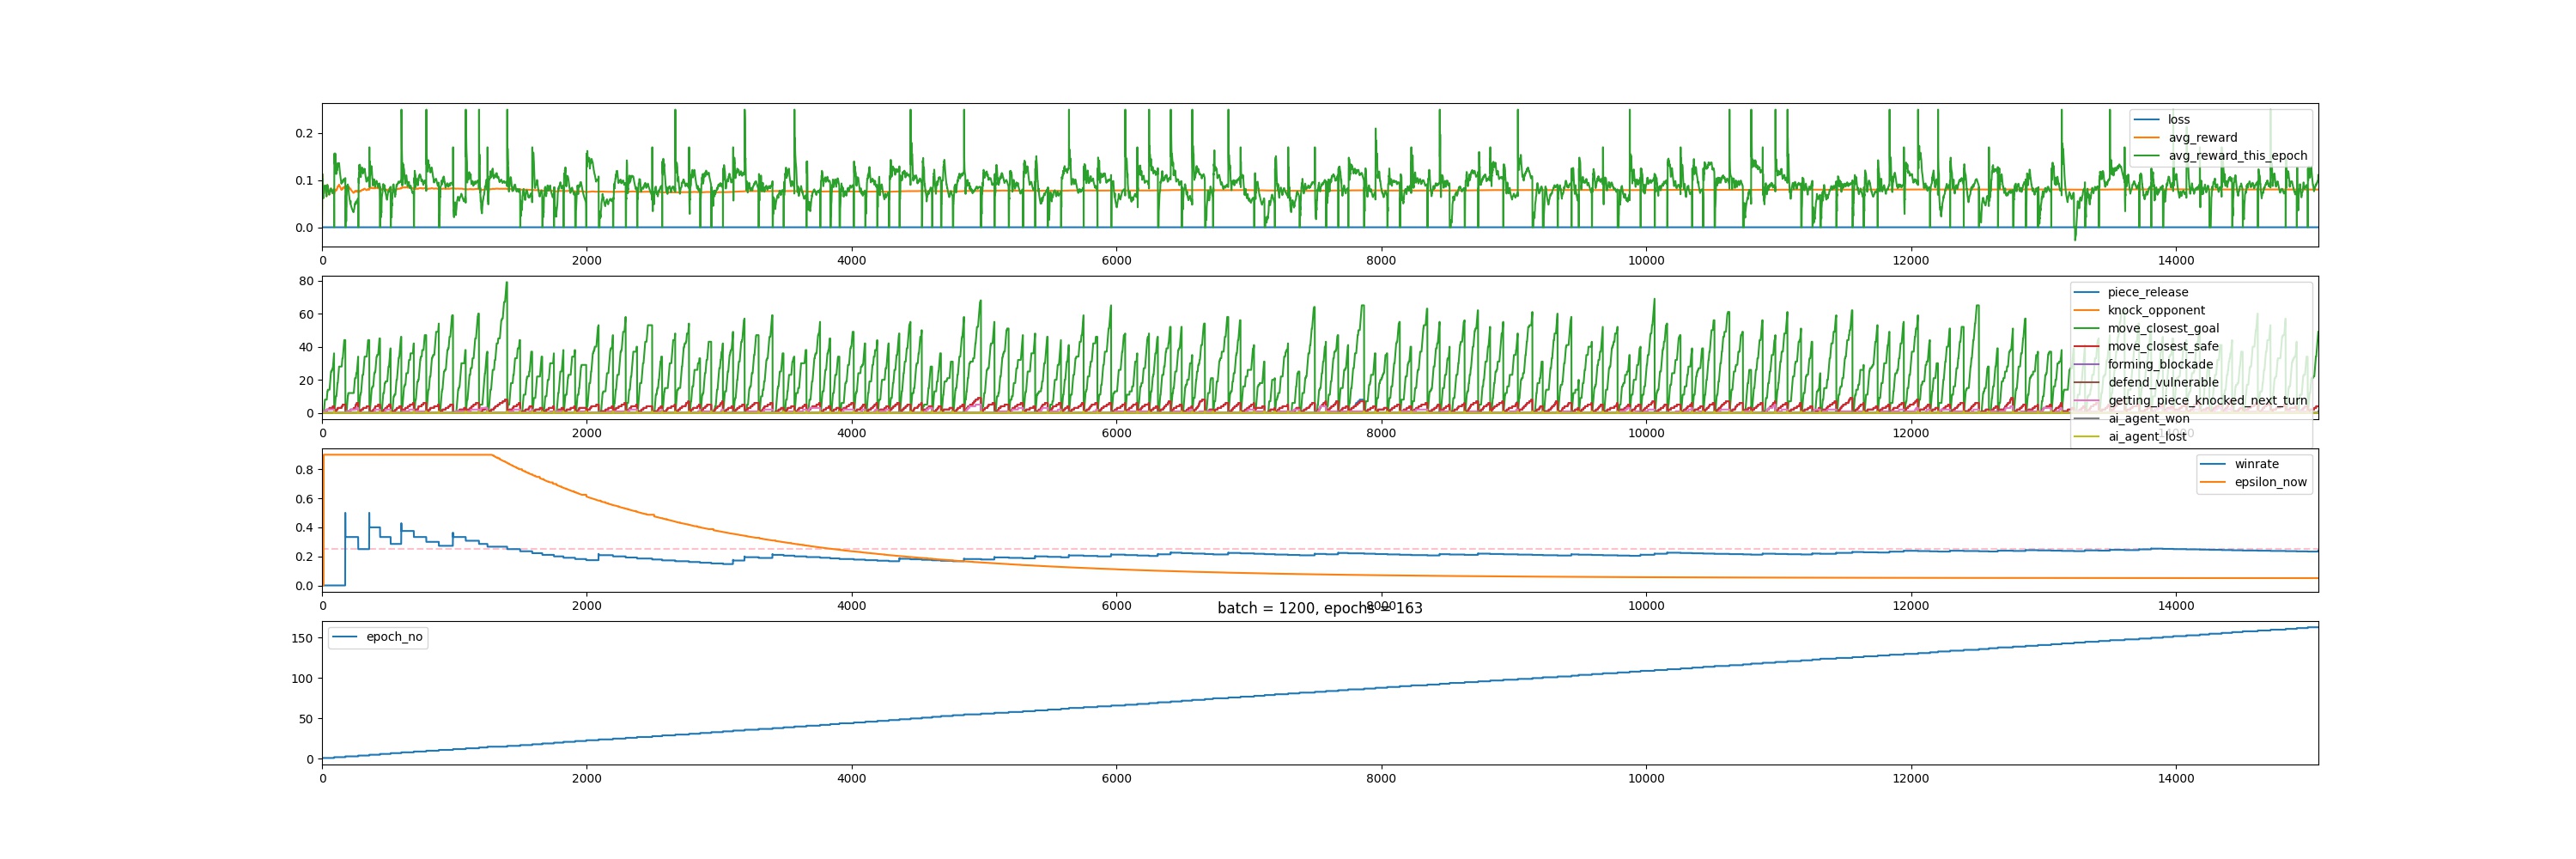 0.2
0.1
0.0
loss
avg_reward
avg_reward_this_epoch
0 2000 4000 6000 8000 10000 12000 14000
80
60
40
20
0
piece_release
knock_opponent
move_closest_goal
move_closest_safe
forming_blockade
defend_vulnerable
getting_piece_knocked_next_turn
ai_agent_won
ai_agent_lost
0 2000 4000 6000 8000 10000 12000 14000
0.8
0.6
0.4
0.2
0.0
winrate
epsilon_now
0 2000 4000 6000 8000 10000 12000 14000
batch = 1200, epochs = 163
150
100
50
0
epoch_no
0 2000 4000 6000 8000 10000 12000 14000